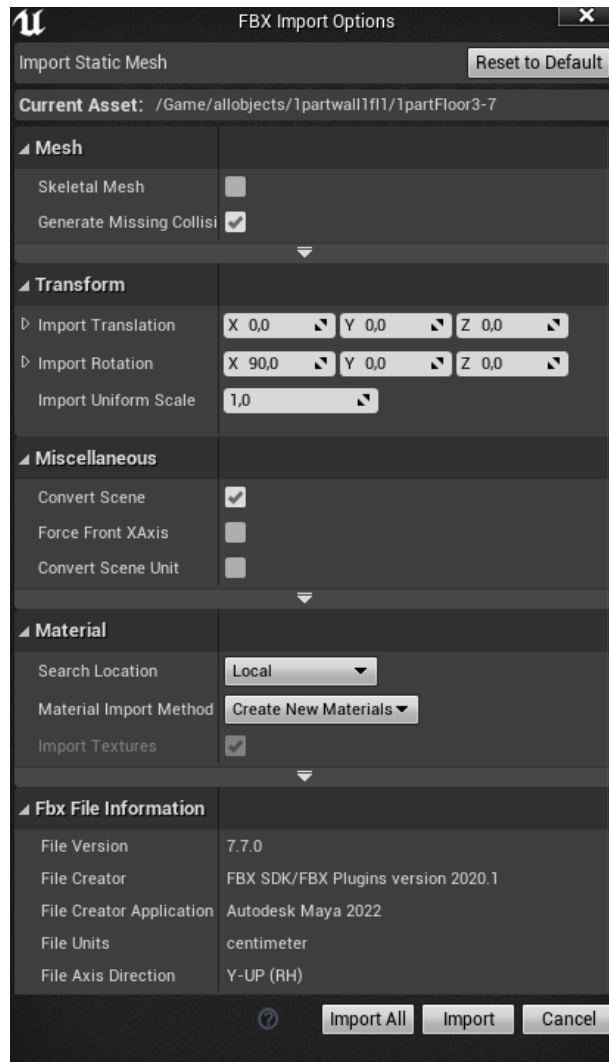 FBX Import Options
Import Static Mesh Reset to Default
Current Asset: /Game/allobjects/1partwall1fl1/1partFloor3-7
Mesh
Skeletal Mesh
Generate Missing Collisi
Transform
Import Translation X 0,0 Y 0,0 Z 0,0
Import Rotation X 90,0 Y 0,0 Z 0,0
Import Uniform Scale 1,0
Miscellaneous
Convert Scene
Force Front XAxis
Convert Scene Unit
Material
Search Location Local
Material Import Method Create New Materials
Import Textures
Fbx File Information
File Version 7.7.0
File Creator FBX SDK/FBX Plugins version 2020.1
File Creator Application Autodesk Maya 2022
File Units centimeter
File Axis Direction Y-UP (RH)
Import All Import Cancel